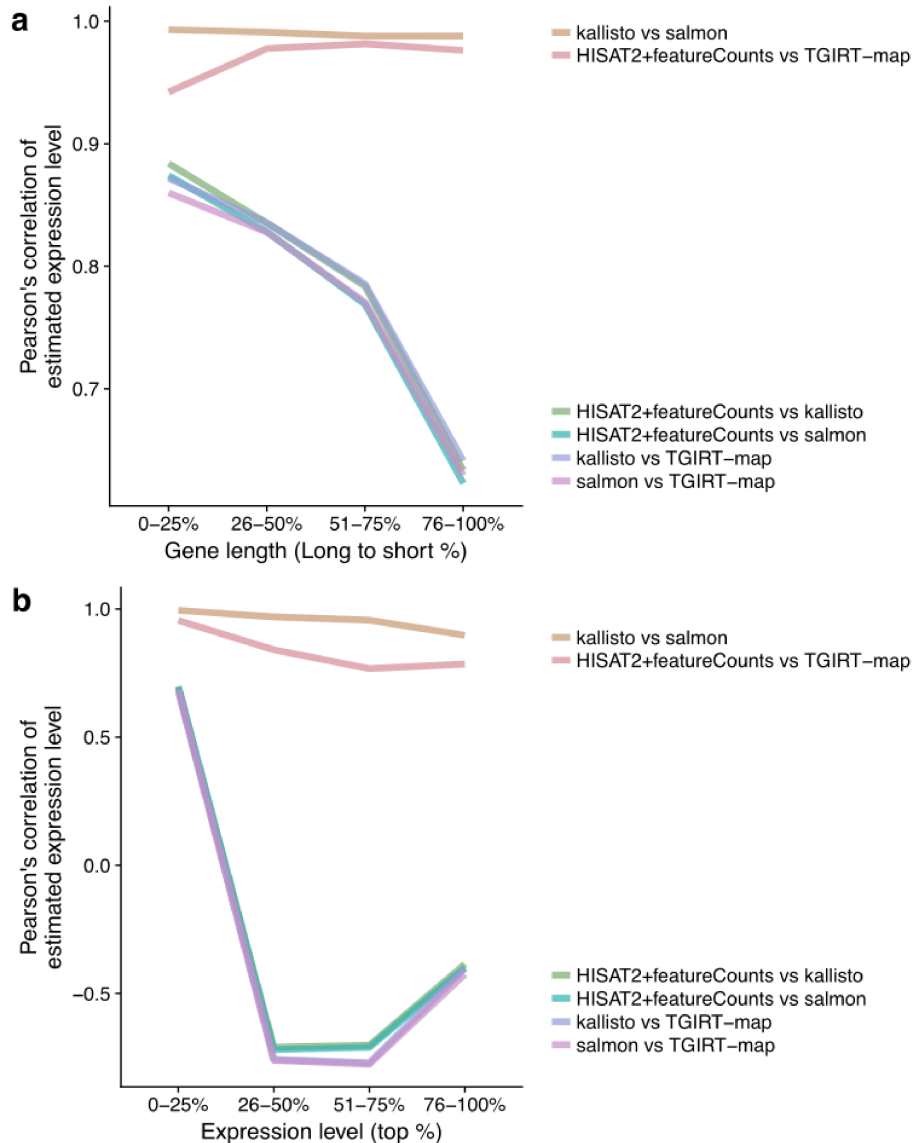 a
Pearson's correlation of
estimated expression level
1.0
0.9
0.8
0.7
0−25%
26−50%
51−75%
76−100%
Gene length (Long to short %)
kallisto vs salmon
HISAT2+featureCounts vs TGIRT−map
HISAT2+featureCounts vs kallisto
HISAT2+featureCounts vs salmon
kallisto vs TGIRT−map
salmon vs TGIRT−map
b
Pearson's correlation of
estimated expression level
1.0
0.5
0.0
−0.5
0−25%
26−50%
51−75%
76−100%
Expression level (top %)
kallisto vs salmon
HISAT2+featureCounts vs TGIRT−map
HISAT2+featureCounts vs kallisto
HISAT2+featureCounts vs salmon
kallisto vs TGIRT−map
salmon vs TGIRT−map